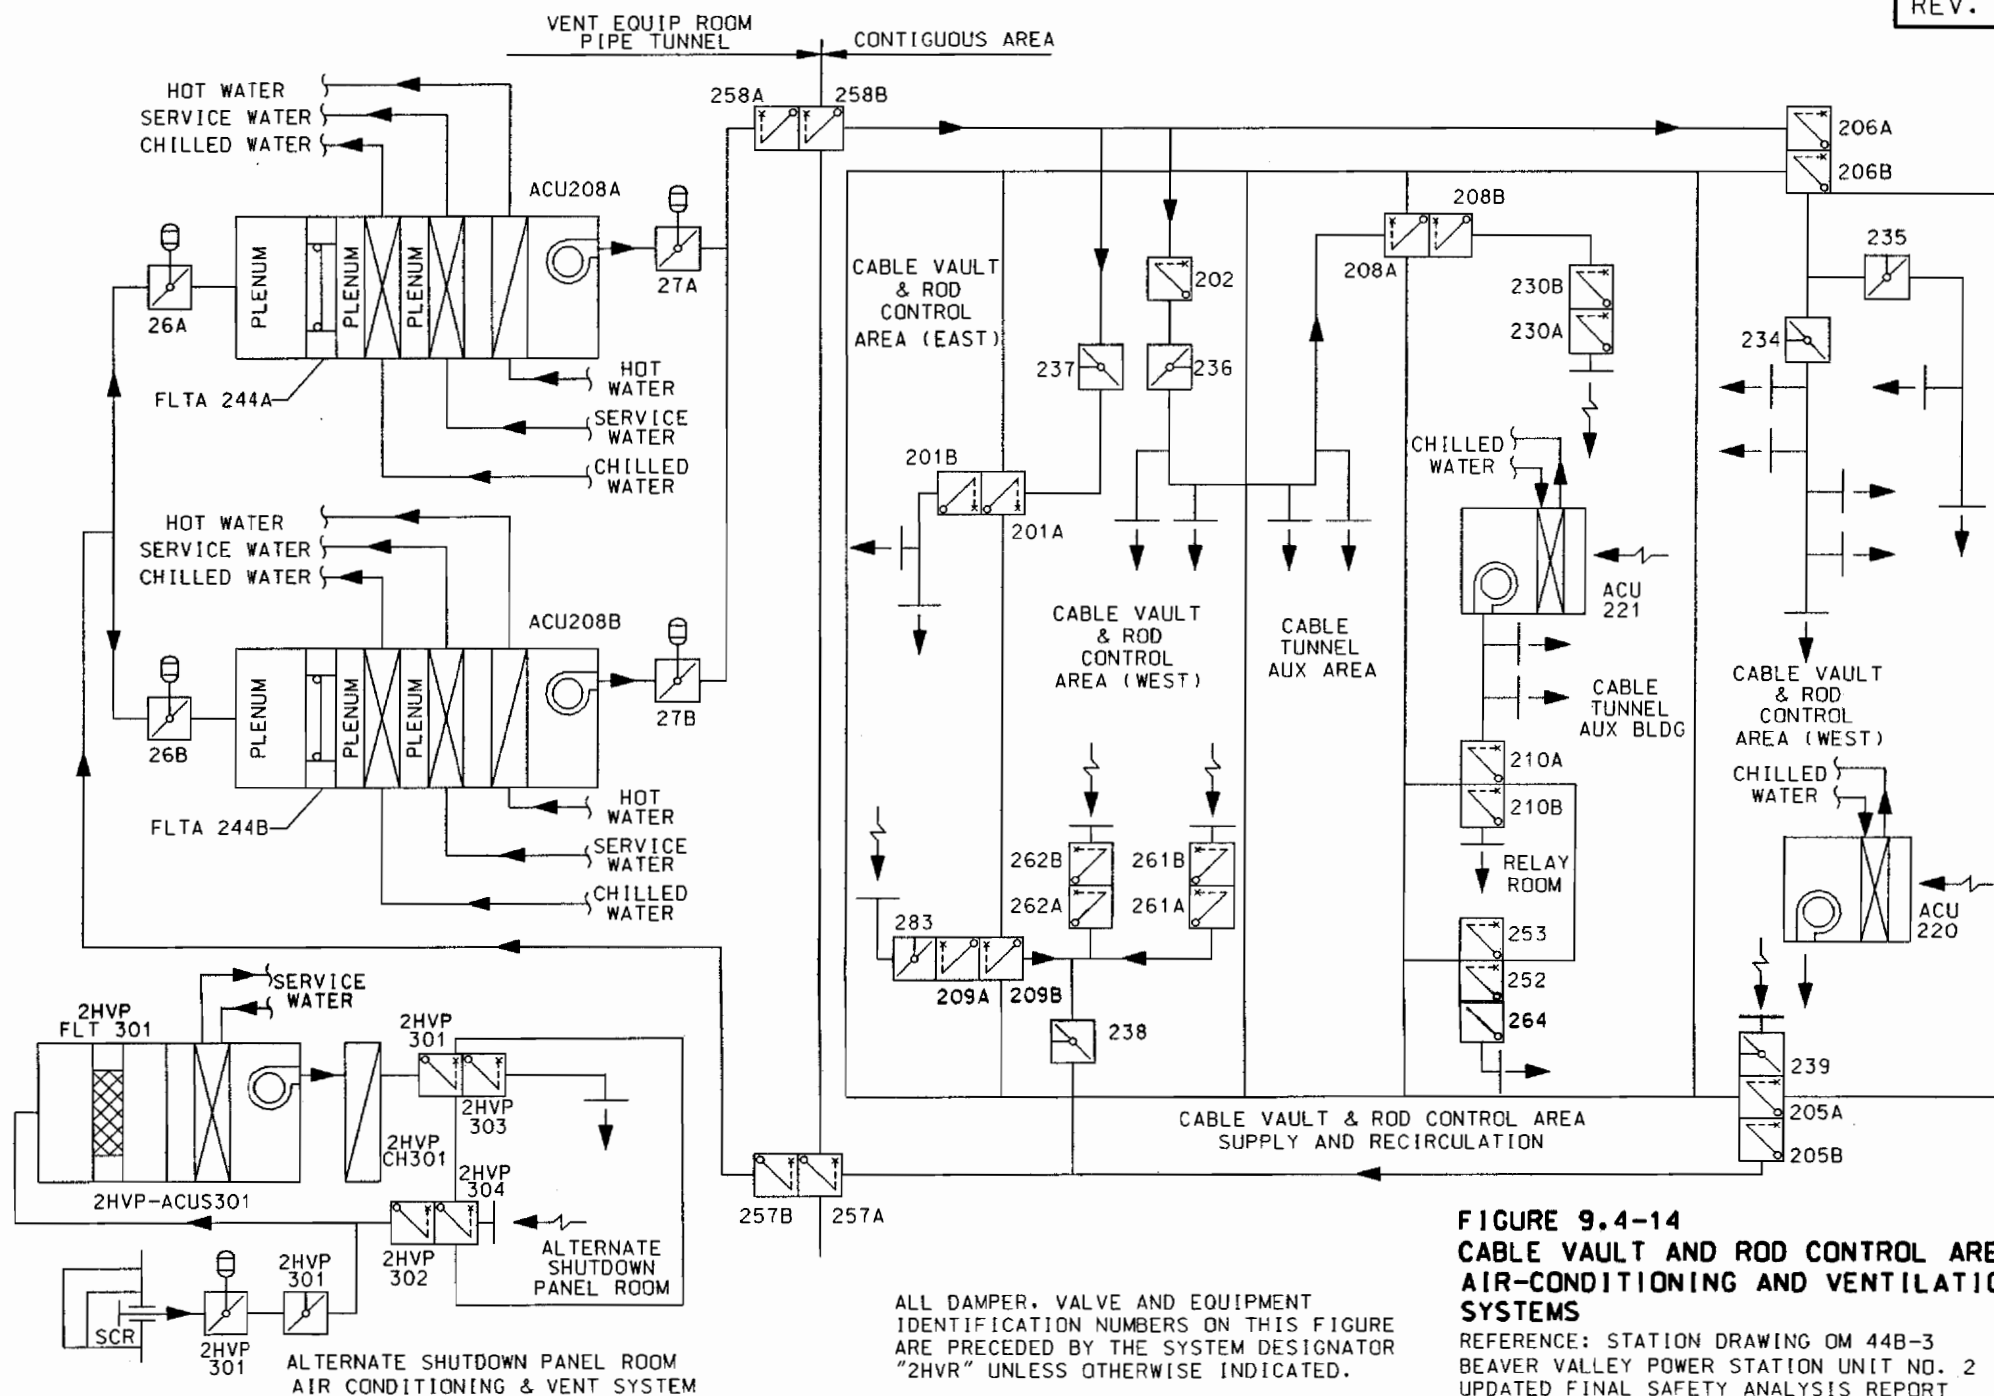 REV.
VENT EQUIP ROOM
PIPE TUNNEL
CONTIGUOUS AREA
HOT WATER
SERVICE WATER
CHILLED WATER
258A
258B
206A
206B
ACU208A
PLENUM
PLENUM
PLENUM
26A
27A
FLTA 244A
HOT
WATER
SERVICE
WATER
CHILLED
WATER
HOT WATER
SERVICE WATER
CHILLED WATER
ACU208B
PLENUM
PLENUM
PLENUM
26B
27B
FLTA 244B
HOT
WATER
SERVICE
WATER
CHILLED
WATER
CABLE VAULT
& ROD
CONTROL
AREA (EAST)
202
237
236
201B
201A
208B
208A
230B
230A
235
234
CHILLED
WATER
ACU
221
CABLE VAULT
& ROD
CONTROL
AREA (WEST)
CABLE
TUNNEL
AUX AREA
CABLE
TUNNEL
AUX BLDG
CABLE VAULT
& ROD
CONTROL
AREA (WEST)
CHILLED
WATER
ACU
220
210A
210B
RELAY
ROOM
253
252
264
262B
262A
261B
261A
283
209A
209B
238
239
205A
205B
CABLE VAULT & ROD CONTROL AREA
SUPPLY AND RECIRCULATION
257B
257A
SERVICE
WATER
2HVP
FLT 301
2HVP
301
2HVP
303
2HVP
CH301
2HVP
304
2HVP-ACUS301
2HVP
302
ALTERNATE
SHUTDOWN
PANEL ROOM
2HVP
301
SCR
2HVP
301
ALTERNATE SHUTDOWN PANEL ROOM
AIR CONDITIONING & VENT SYSTEM
ALL DAMPER, VALVE AND EQUIPMENT
IDENTIFICATION NUMBERS ON THIS FIGURE
ARE PRECEDED BY THE SYSTEM DESIGNATOR
"2HVR" UNLESS OTHERWISE INDICATED.
FIGURE 9.4-14
CABLE VAULT AND ROD CONTROL ARE
AIR-CONDITIONING AND VENTILATIO
SYSTEMS
REFERENCE: STATION DRAWING OM 44B-3
BEAVER VALLEY POWER STATION UNIT NO. 2
UPDATED FINAL SAFETY ANALYSIS REPORT